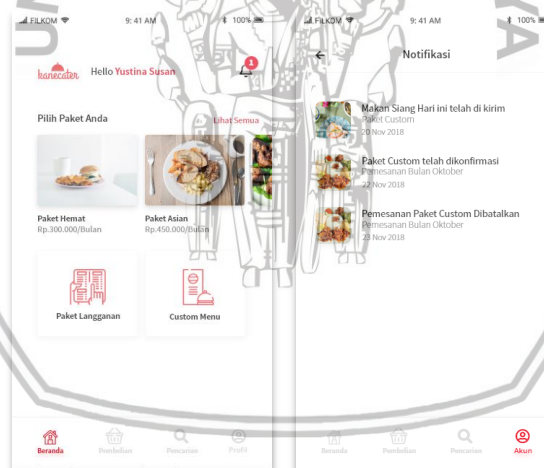 FILKOM
9: 41 AM
100%
kanecater
Hello Yustina Susan
1
Pilih Paket Anda
Lihat Semua
Paket Hemat
Rp.300.000/Bulan
Paket Asian
Rp.450.000/Bulan
Paket Langganan
Custom Menu
Beranda
Pembelian
Pencarian
Profil
FILKOM
9: 41 AM
100%
Notifikasi
Makan Siang Hari ini telah di kirim
Paket Custom
20 Nov 2018
Paket Custom telah dikonfirmasi
Pemesanan Bulan Oktober
22 Nov 2018
Pemesanan Paket Custom Dibatalkan
Pemesanan Bulan Oktober
23 Nov 2018
Beranda
Pembelian
Pencarian
Akun